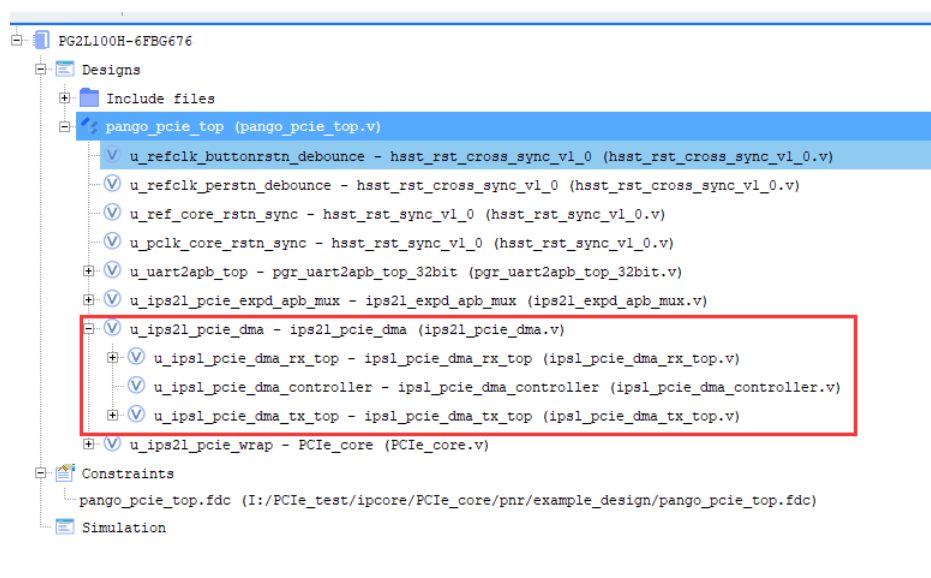 PG2L100H-6FBG676
Designs
Include files
pango_pcie_top (pango_pcie_top.v)
u_refclk_buttonrstn_debounce - hsst_rst_cross_sync_v1_0 (hsst_rst_cross_sync_v1_0.v)
u_refclk_perstn_debounce - hsst_rst_cross_sync_v1_0 (hsst_rst_cross_sync_v1_0.v)
u_ref_core_rstn_sync - hsst_rst_sync_v1_0 (hsst_rst_sync_v1_0.v)
u_pclk_core_rstn_sync - hsst_rst_sync_v1_0 (hsst_rst_sync_v1_0.v)
u_uart2apb_top - pgr_uart2apb_top_32bit (pgr_uart2apb_top_32bit.v)
u_ips2l_pcie_expd_apb_mux - ips2l_expd_apb_mux (ips2l_expd_apb_mux.v)
u_ips2l_pcie_dma - ips2l_pcie_dma (ips2l_pcie_dma.v)
u_ipsl_pcie_dma_rx_top - ipsl_pcie_dma_rx_top (ipsl_pcie_dma_rx_top.v)
u_ipsl_pcie_dma_controller - ipsl_pcie_dma_controller (ipsl_pcie_dma_controller.v)
u_ipsl_pcie_dma_tx_top - ipsl_pcie_dma_tx_top (ipsl_pcie_dma_tx_top.v)
u_ips2l_pcie_wrap - PCIe_core (PCIe_core.v)
Constraints
pango_pcie_top.fdc (I:/PCIe_test/ipcore/PCIe_core/pnr/example_design/pango_pcie_top.fdc)
Simulation